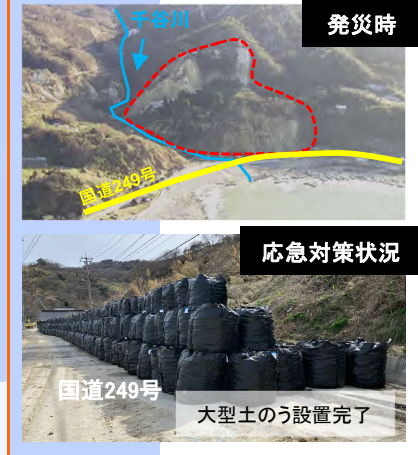 発災時
千谷川
国道249号
応急対策状況
国道249号
大型土のう設置完了